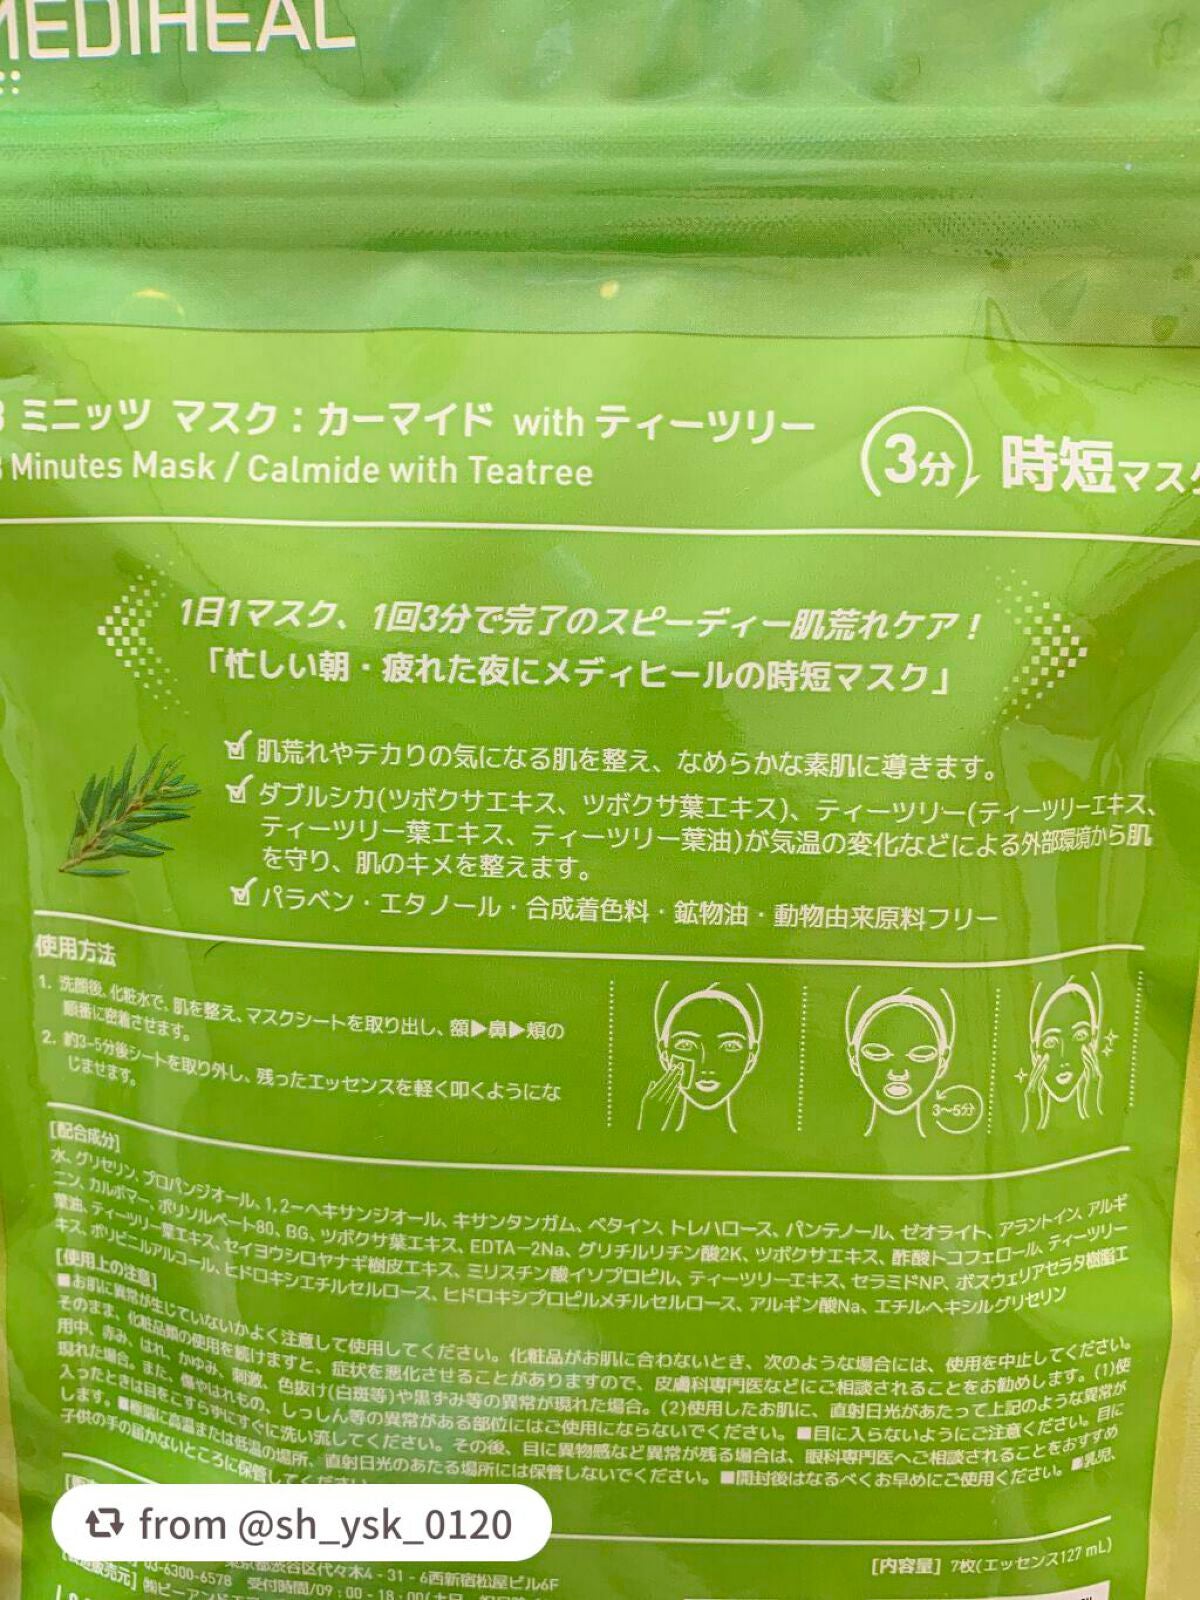 MEDIHEAL
3 ミニッツ マスク：カーマイド with ティーツリー
3 Minutes Mask / Calmide with Teatree
3分 時短マスク
1日1マスク、1回3分で完了のスピーディー肌荒れケア！
「忙しい朝・疲れた夜にメディヒールの時短マスク」
肌荒れやテカりの気になる肌を整え、なめらかな素肌に導きます。
ダブルシカ(ツボクサエキス、ツボクサ葉エキス)、ティーツリー(ティーツリーエキス、
ティーツリー葉エキス、ティーツリー葉油)が気温の変化などによる外部環境から肌
を守り、肌のキメを整えます。
パラベン・エタノール・合成着色料・鉱物油・動物由来原料フリー
使用方法
1. 洗顔後、化粧水で、肌を整え、マスクシートを取り出し、額▶鼻▶頬の
順番に密着させます。
2. 約3-5分後シートを取り外し、残ったエッセンスを軽く叩くようにな
じませます。
3~5分
[配合成分]
水、グリセリン、プロパンジオール、1,2-ヘキサンジオール、キサンタンガム、ベタイン、トレハロース、パンテノール、ゼオライト、アラントイン、アルギ
ニン、カルボマー、ポリソルベート80、BG、ツボクサ葉エキス、EDTA-2Na、グリチルリチン酸2K、ツボクサエキス、酢酸トコフェロール、ティーツリー
葉油、ティーツリー葉エキス、セイヨウシロヤナギ樹皮エキス、ミリスチン酸イソプロピル、ティーツリーエキス、セラミドNP、ボスウェリアセラタ樹脂エ
キス、ポリビニルアルコール、ヒドロキシエチルセルロース、ヒドロキシプロピルメチルセルロース、アルギン酸Na、エチルヘキシルグリセリン
[使用上の注意]
■お肌に異常が生じていないかよく注意して使用してください。化粧品がお肌に合わないとき、次のような場合には、使用を中止してください。
そのまま、化粧品類の使用を続けますと、症状を悪化させることがありますので、皮膚科専門医などにご相談されることをお勧めします。(1)使
用中、赤み、はれ、かゆみ、刺激、色抜け(白斑等)や黒ずみ等の異常が現れた場合。(2)使用したお肌に、直射日光があたって上記のような異常が
現れた場合。また、傷やはれもの、しっしん等の異常がある部位にはご使用にならないでください。■目に入らないようにご注意ください。目に
入ったときは目をこすらずにすぐに洗い流してください。その後、目に異物感など異常が残る場合は、眼科専門医へご相談されることをおすすめ
します。■極端に高温または低温の場所、直射日光のあたる場所には保管しないでください。■開封後はなるべくお早めにご使用ください。■乳児、
子供の手の届かないところに保管してください
from @sh_ysk_0120
東京都渋谷区代々木4-31-6西新宿松屋ビル6F
03-6300-6578 受付時間/09:00-18:00
[内容量] 7枚(エッセンス127 mL)